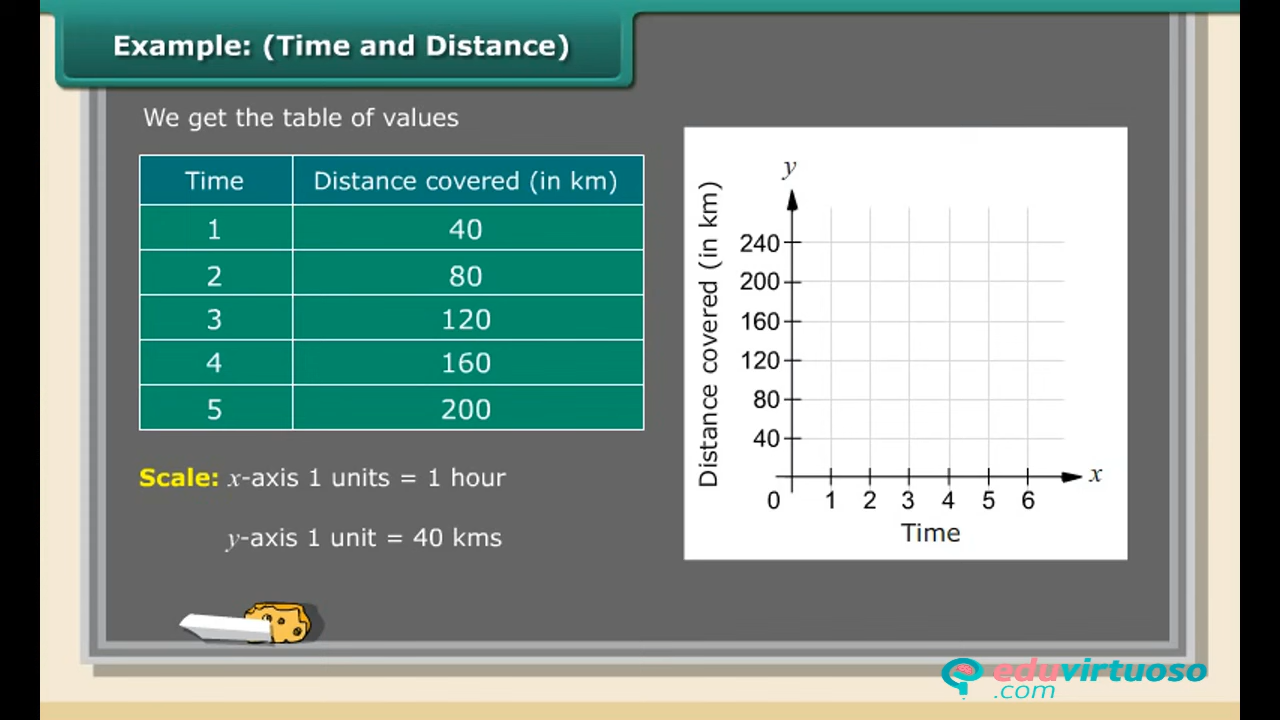 Example: (Time and Distance)
We get the table of values
Time Distance covered (in km)
1 40
2 80
3 120
4 160
5 200
Scale: x-axis 1 units = 1 hour
y-axis 1 unit = 40 kms
y
Distance covered (in km)
240
200
160
120
80
40
x
0 1 2 3 4 5 6
Time
eduvirtuoso
.com